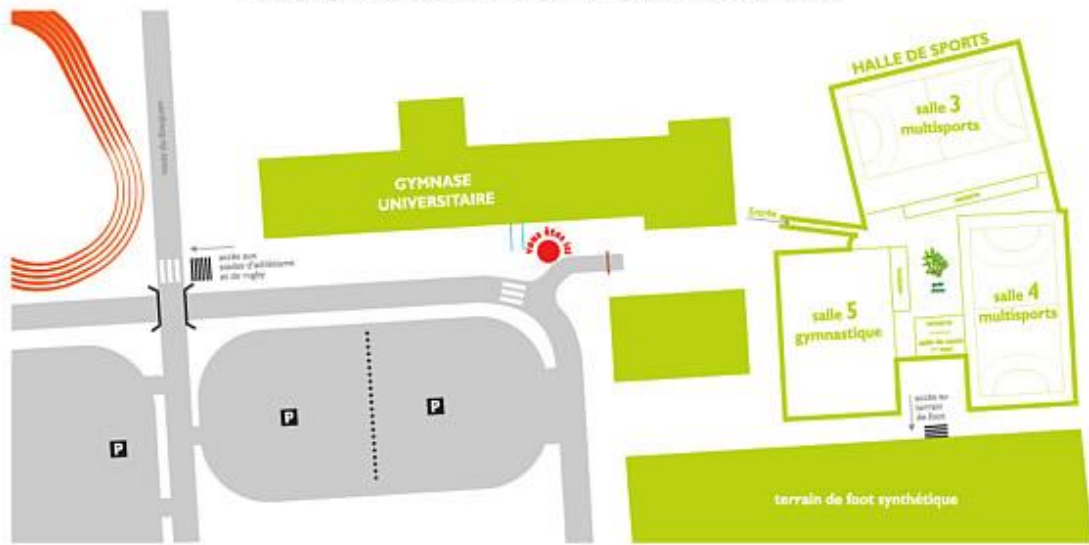 HALLE DE SPORTS
salle 3
multisports
GYMNASE
UNIVERSITAIRE
Entrée
vous êtes ici
accès aux
stades d'athlétisme
et de rugby
salle 5
gymnastique
salle 4
multisports
accès au
terrain
de foot
P
P
P
terrain de foot synthétique